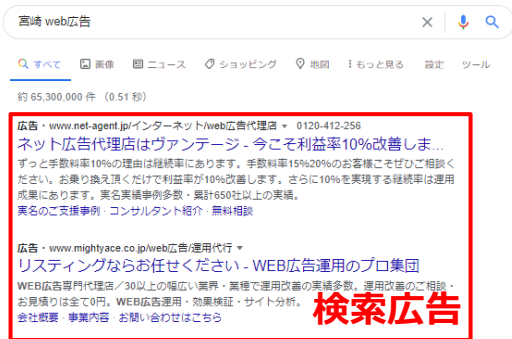 宮崎 web広告
すべて 画像 ニュース ショッピング 地図 もっと見る 設定 ツール
約 65,300,000 件 （0.51 秒）
広告・www.net-agent.jp/インターネット/web広告代理店 0120-412-256
ネット広告代理店はヴァンテージ - 今こそ利益率10%改善しま...
ずっと手数料率10%の理由は継続率にあります。手数料率15%20%のお客様こそぜひご相談く
ださい。お乗り換え頂くだけで利益率が10%改善します。さらに10%を実現する継続率は運用
成果にあります。実名実績事例多数・累計650社以上の実績。
実名のご支援事例・コンサルタント紹介・無料相談
広告・www.mightyace.co.jp/web広告/運用代行
リスティングならお任せください - WEB広告運用のプロ集団
WEB広告専門代理店／30以上の幅広い業界・業種で運用改善の実績多数。運用改善のご相談・
お見積りは全て0円。WEB広告運用・効果検証・サイト分析。
会社概要・事業内容・お問い合わせはこちら
検索広告